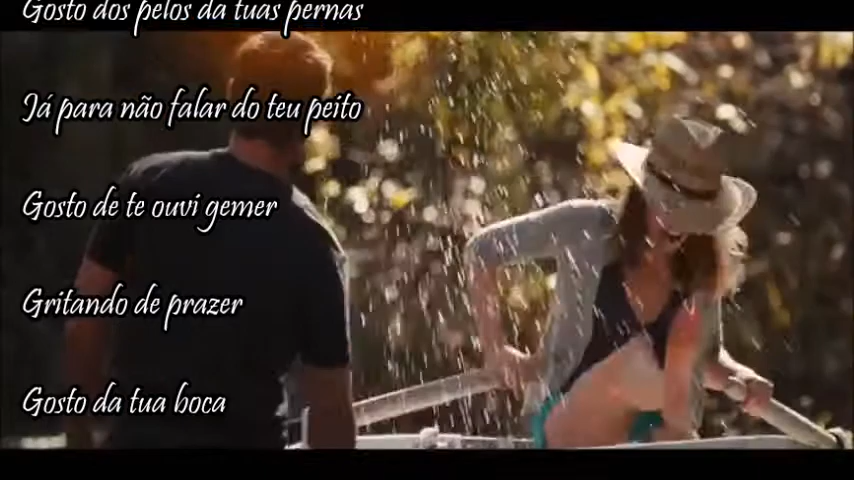 Gosto dos pelos da tuas pernas
Já para não falar do teu peito
Gosto de te ouvi gemer
Gritando de prazer
Gosto da tua boca